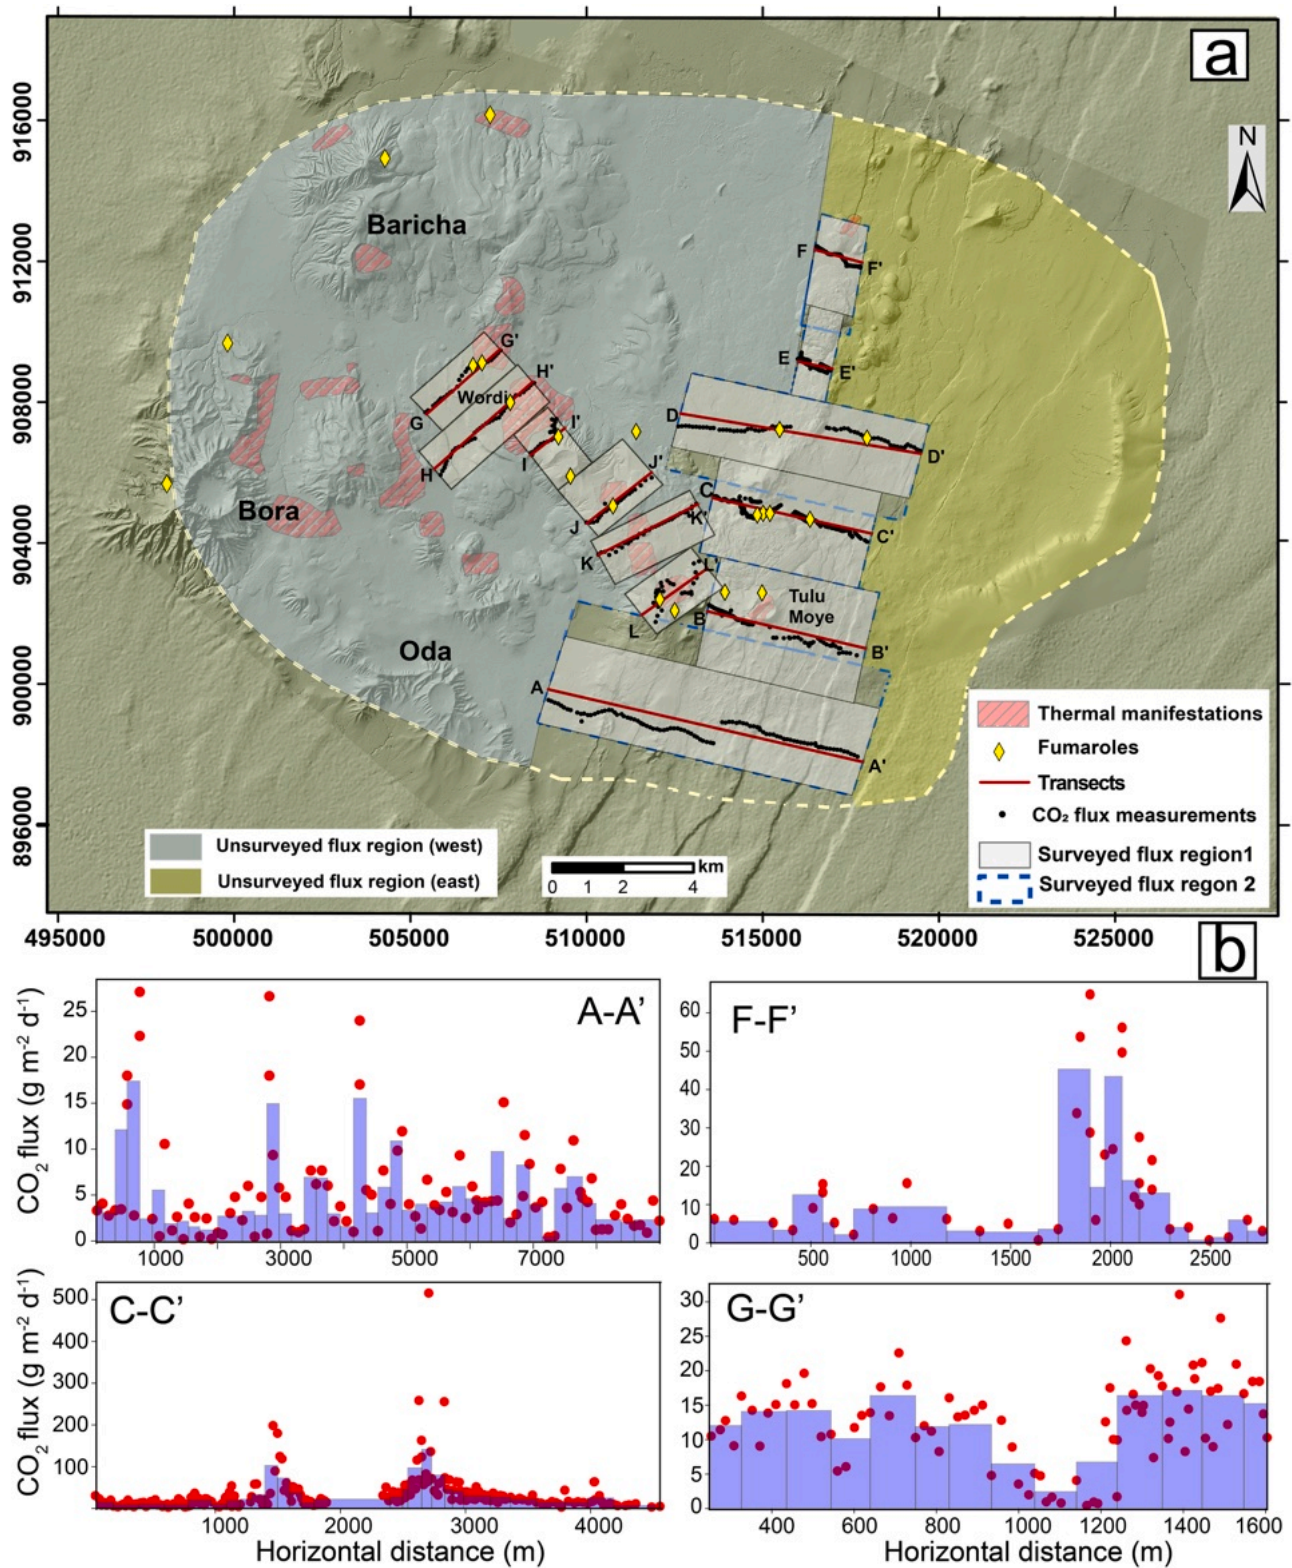 a
N
916000
912000
908000
904000
900000
896000
Baricha
F
F'
E
E'
G'
H'
Wordi
G
I'
D
D'
H
I
J'
Bora
C
K'
J
C'
K
L'
Tulu
Moye
L
B
B'
Oda
A
A'
Thermal manifestations
Fumaroles
Transects
CO₂ flux measurements
Surveyed flux region1
Surveyed flux regon 2
Unsurveyed flux region (west)
Unsurveyed flux region (east)
km
0 1 2 4
495000 500000 505000 510000 515000 520000 525000
b
CO₂ flux (g m⁻² d⁻¹)
A-A’
25
20
15
10
5
0
1000 3000 5000 7000
F-F’
60
50
40
30
20
10
0
500 1000 1500 2000 2500
CO₂ flux (g m⁻² d⁻¹)
C-C’
500
400
300
200
100
1000 2000 3000 4000
Horizontal distance (m)
G-G’
30
25
20
15
10
5
0
400 600 800 1000 1200 1400 1600
Horizontal distance (m)